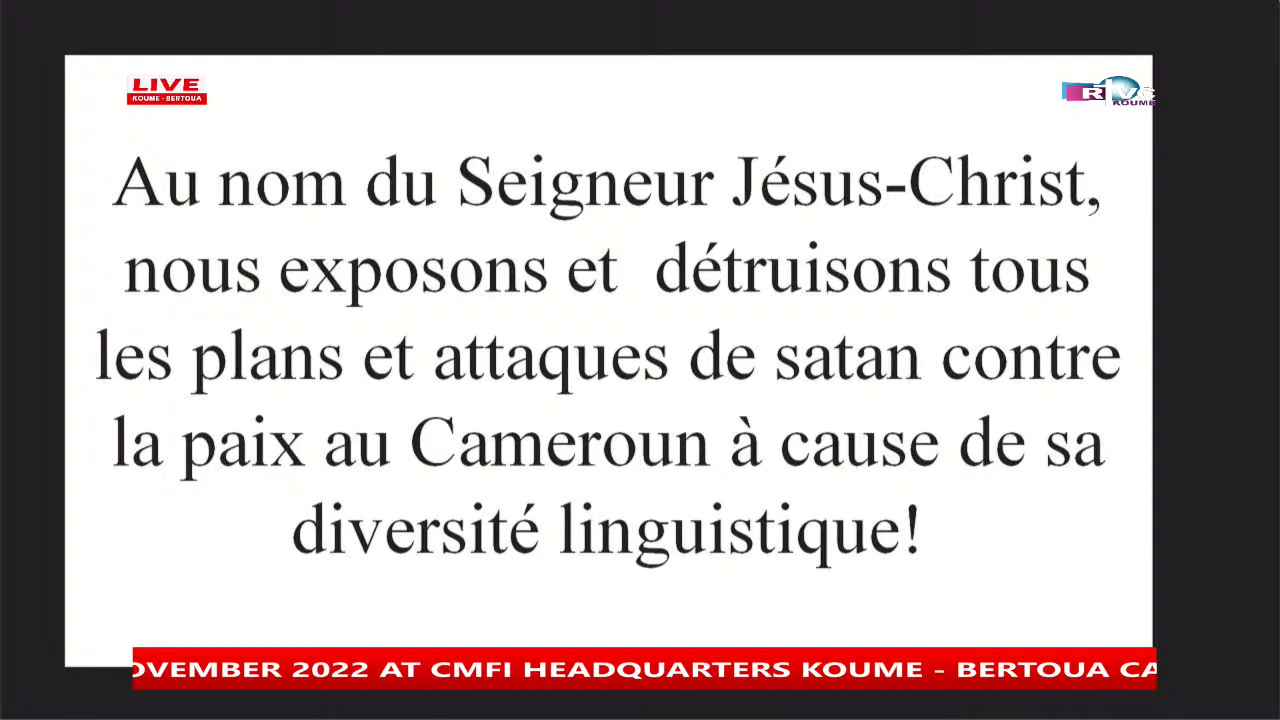 LIVE
KOUME - BERTOUA
KOUME
Au nom du Seigneur Jésus-Christ,
nous exposons et détruisons tous
les plans et attaques de satan contre
la paix au Cameroun à cause de sa
diversité linguistique!
OVEMBER 2022 AT CMFI HEADQUARTERS KOUME - BERTOUA CA